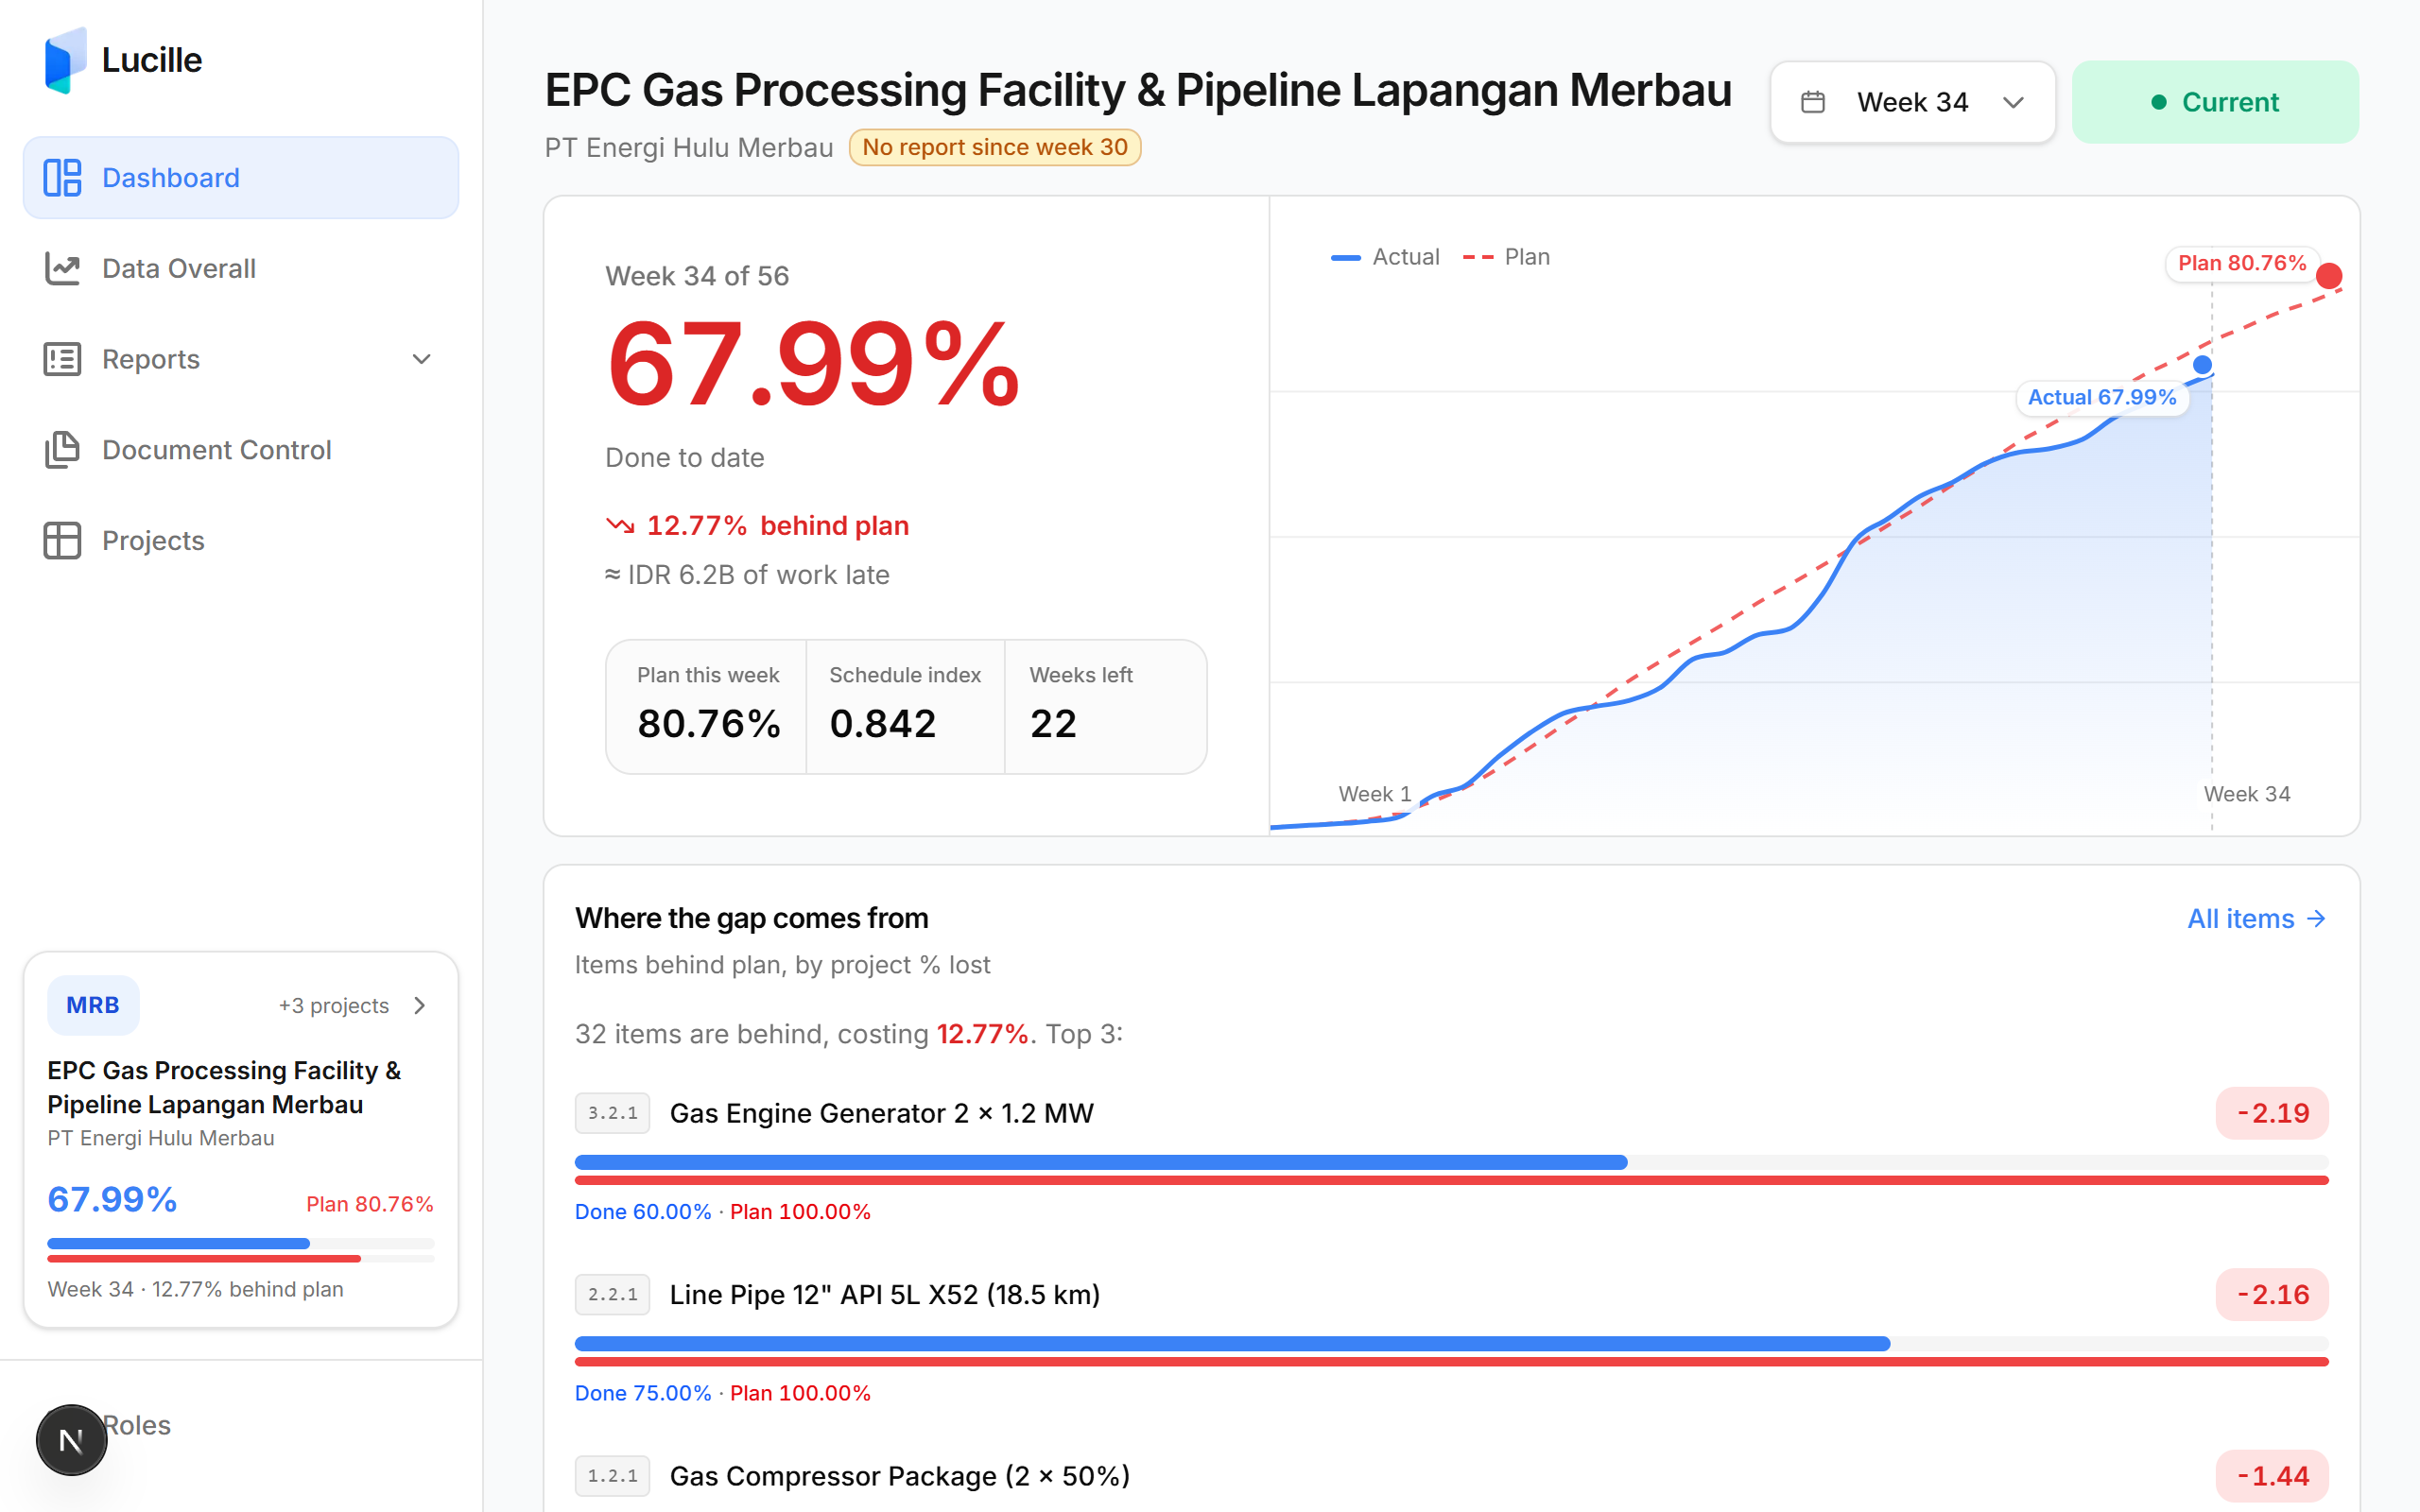 Lucille
Dashboard
Data Overall
Reports
Document Control
Projects
MRB
+3 projects
EPC Gas Processing Facility &
Pipeline Lapangan Merbau
PT Energi Hulu Merbau
67.99%
Plan 80.76%
Week 34 · 12.77% behind plan
Roles
N
EPC Gas Processing Facility & Pipeline Lapangan Merbau
Week 34
Current
PT Energi Hulu Merbau
No report since week 30
Week 34 of 56
67.99%
Done to date
12.77% behind plan
≈ IDR 6.2B of work late
Plan this week
80.76%
Schedule index
0.842
Weeks left
22
Actual
Plan
Plan 80.76%
Actual 67.99%
Week 1
Week 34
Where the gap comes from
All items →
Items behind plan, by project % lost
32 items are behind, costing 12.77%. Top 3:
3.2.1 Gas Engine Generator 2 × 1.2 MW
-2.19
Done 60.00% · Plan 100.00%
2.2.1 Line Pipe 12" API 5L X52 (18.5 km)
-2.16
Done 75.00% · Plan 100.00%
1.2.1 Gas Compressor Package (2 × 50%)
-1.44